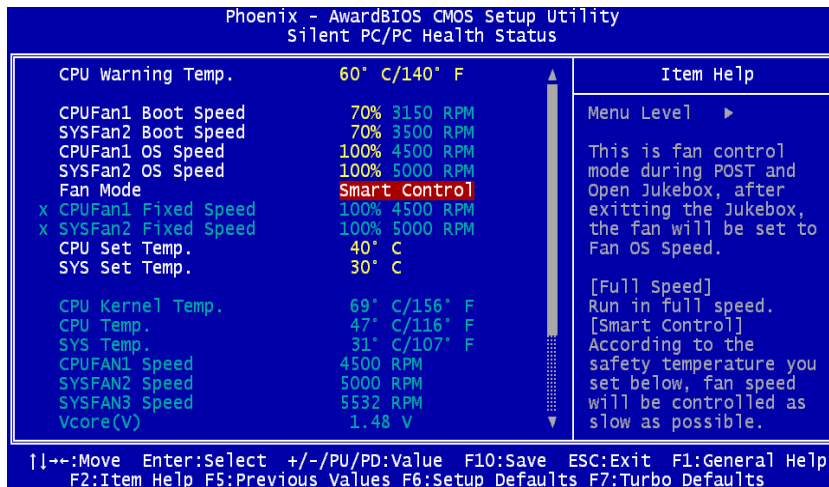 Phoenix - AwardBIOS CMOS Setup Utility
Silent PC/PC Health Status
CPU Warning Temp. 60° C/140° F
CPUFan1 Boot Speed 70% 3150 RPM
SYSFan2 Boot Speed 70% 3500 RPM
CPUFan1 OS Speed 100% 4500 RPM
SYSFan2 OS Speed 100% 5000 RPM
Fan Mode Smart Control
x CPUFan1 Fixed Speed 100% 4500 RPM
x SYSFan2 Fixed Speed 100% 5000 RPM
CPU Set Temp. 40° C
SYS Set Temp. 30° C
CPU Kernel Temp. 69° C/156° F
CPU Temp. 47° C/116° F
SYS Temp. 31° C/107° F
CPUFAN1 Speed 4500 RPM
SYSFAN2 Speed 5000 RPM
SYSFAN3 Speed 5532 RPM
Vcore(V) 1.48 V
Item Help
Menu Level ▶
This is fan control
mode during POST and
Open Jukebox, after
exitting the Jukebox,
the fan will be set to
Fan OS Speed.
[Full Speed]
Run in full speed.
[Smart Control]
According to the
safety temperature you
set below, fan speed
will be controlled as
slow as possible.
↑↓→←:Move Enter:Select +/-/PU/PD:Value F10:Save ESC:Exit F1:General Help
F2:Item Help F5:Previous Values F6:Setup Defaults F7:Turbo Defaults